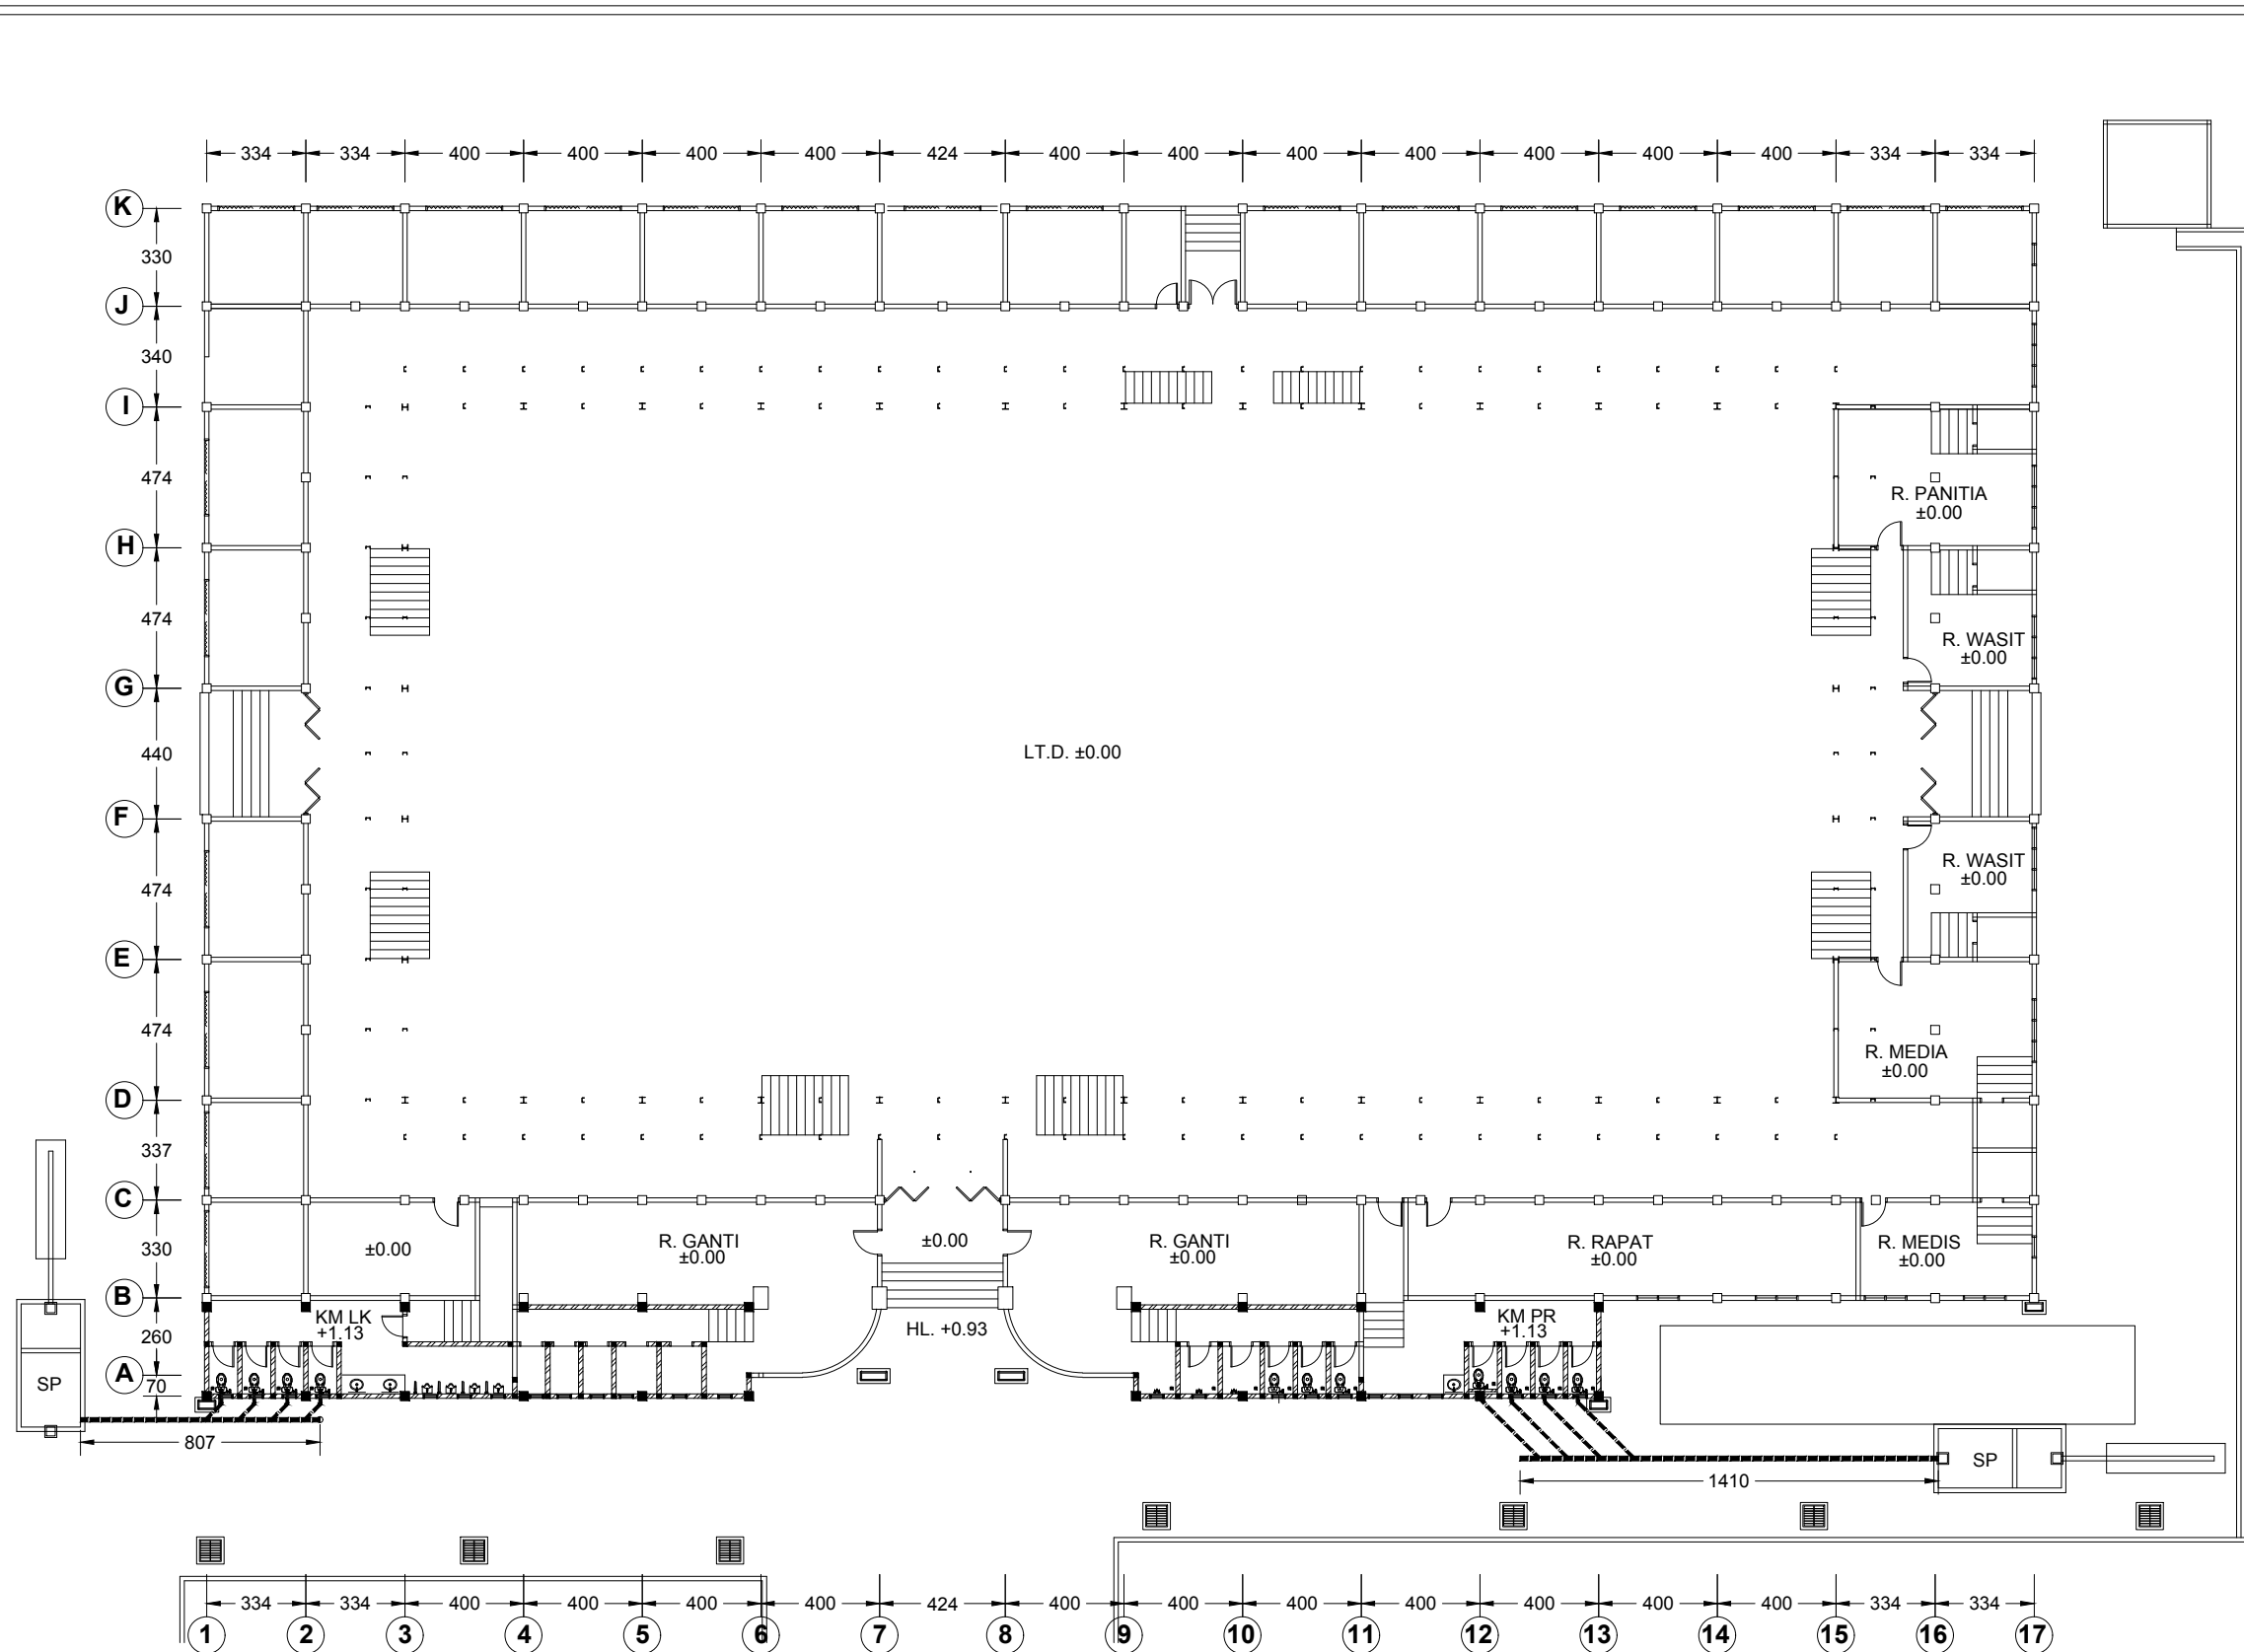 334 334 400 400 400 400 424 400 400 400 400 400 400 400 334 334
K
330
J
340
I
474
R. PANITIA
±0.00
H
474
R. WASIT
±0.00
G
440
LT.D. ±0.00
F
R. WASIT
±0.00
474
E
474
R. MEDIA
±0.00
D
337
C
330
±0.00
R. GANTI
±0.00
±0.00
R. GANTI
±0.00
R. RAPAT
±0.00
R. MEDIS
±0.00
B
260
KM LK
+1.13
HL. +0.93
KM PR
+1.13
A
70
SP
807
SP
1410
334 334 400 400 400 400 424 400 400 400 400 400 400 400 334 334
1 2 3 4 5 6 7 8 9 10 11 12 13 14 15 16 17